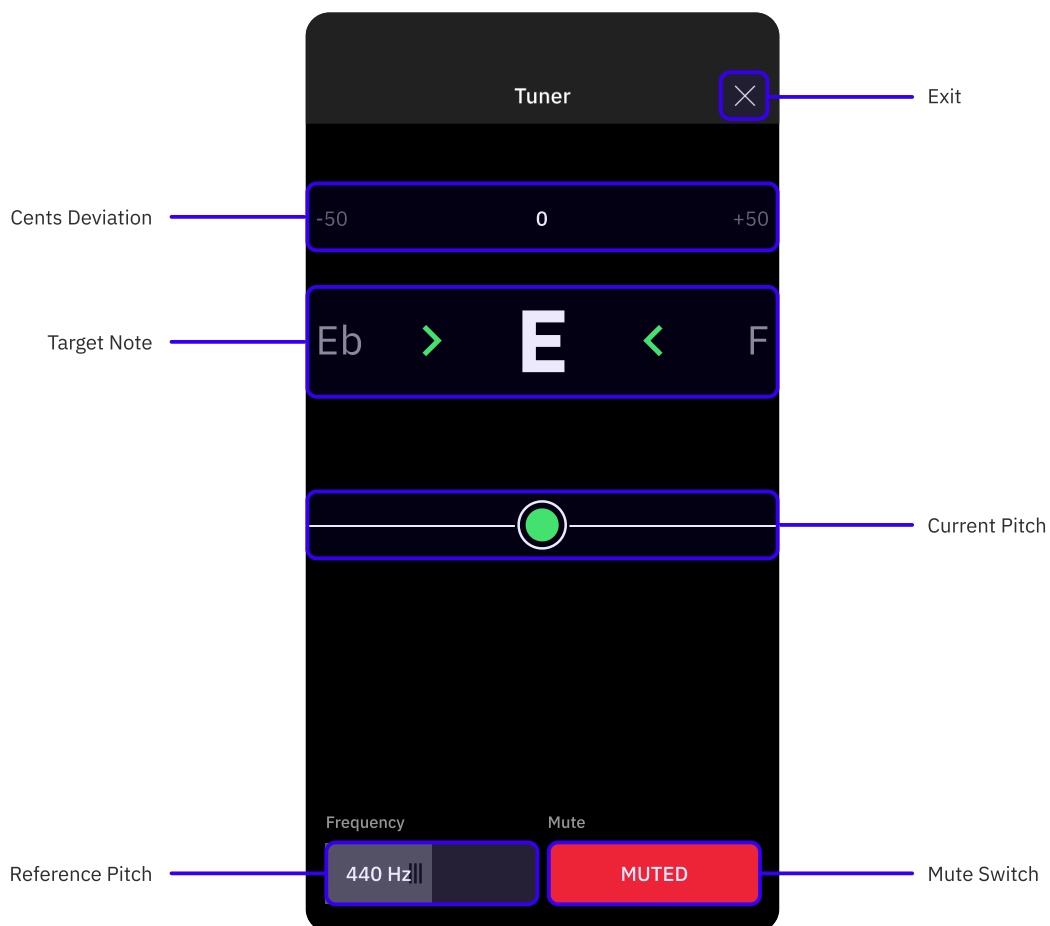 Tuner
Exit
Cents Deviation
-50 0 +50
Target Note
Eb > E < F
Current Pitch
Frequency Mute
Reference Pitch
440 Hz MUTED
Mute Switch